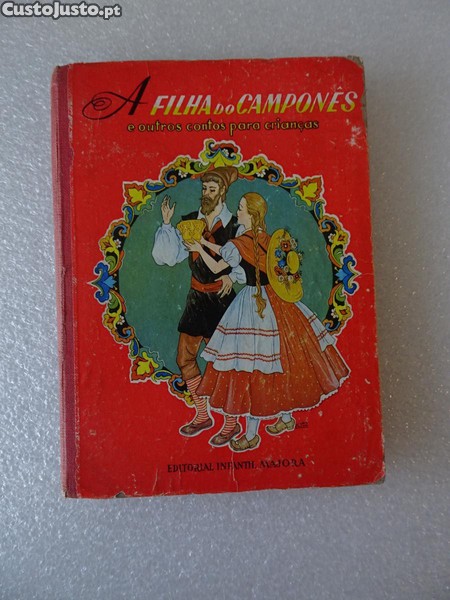 CustoJusto.pt
A FILHA DO CAMPONÊS
e outros contos para crianças
EDITORIAL INFANTIL MAJORA